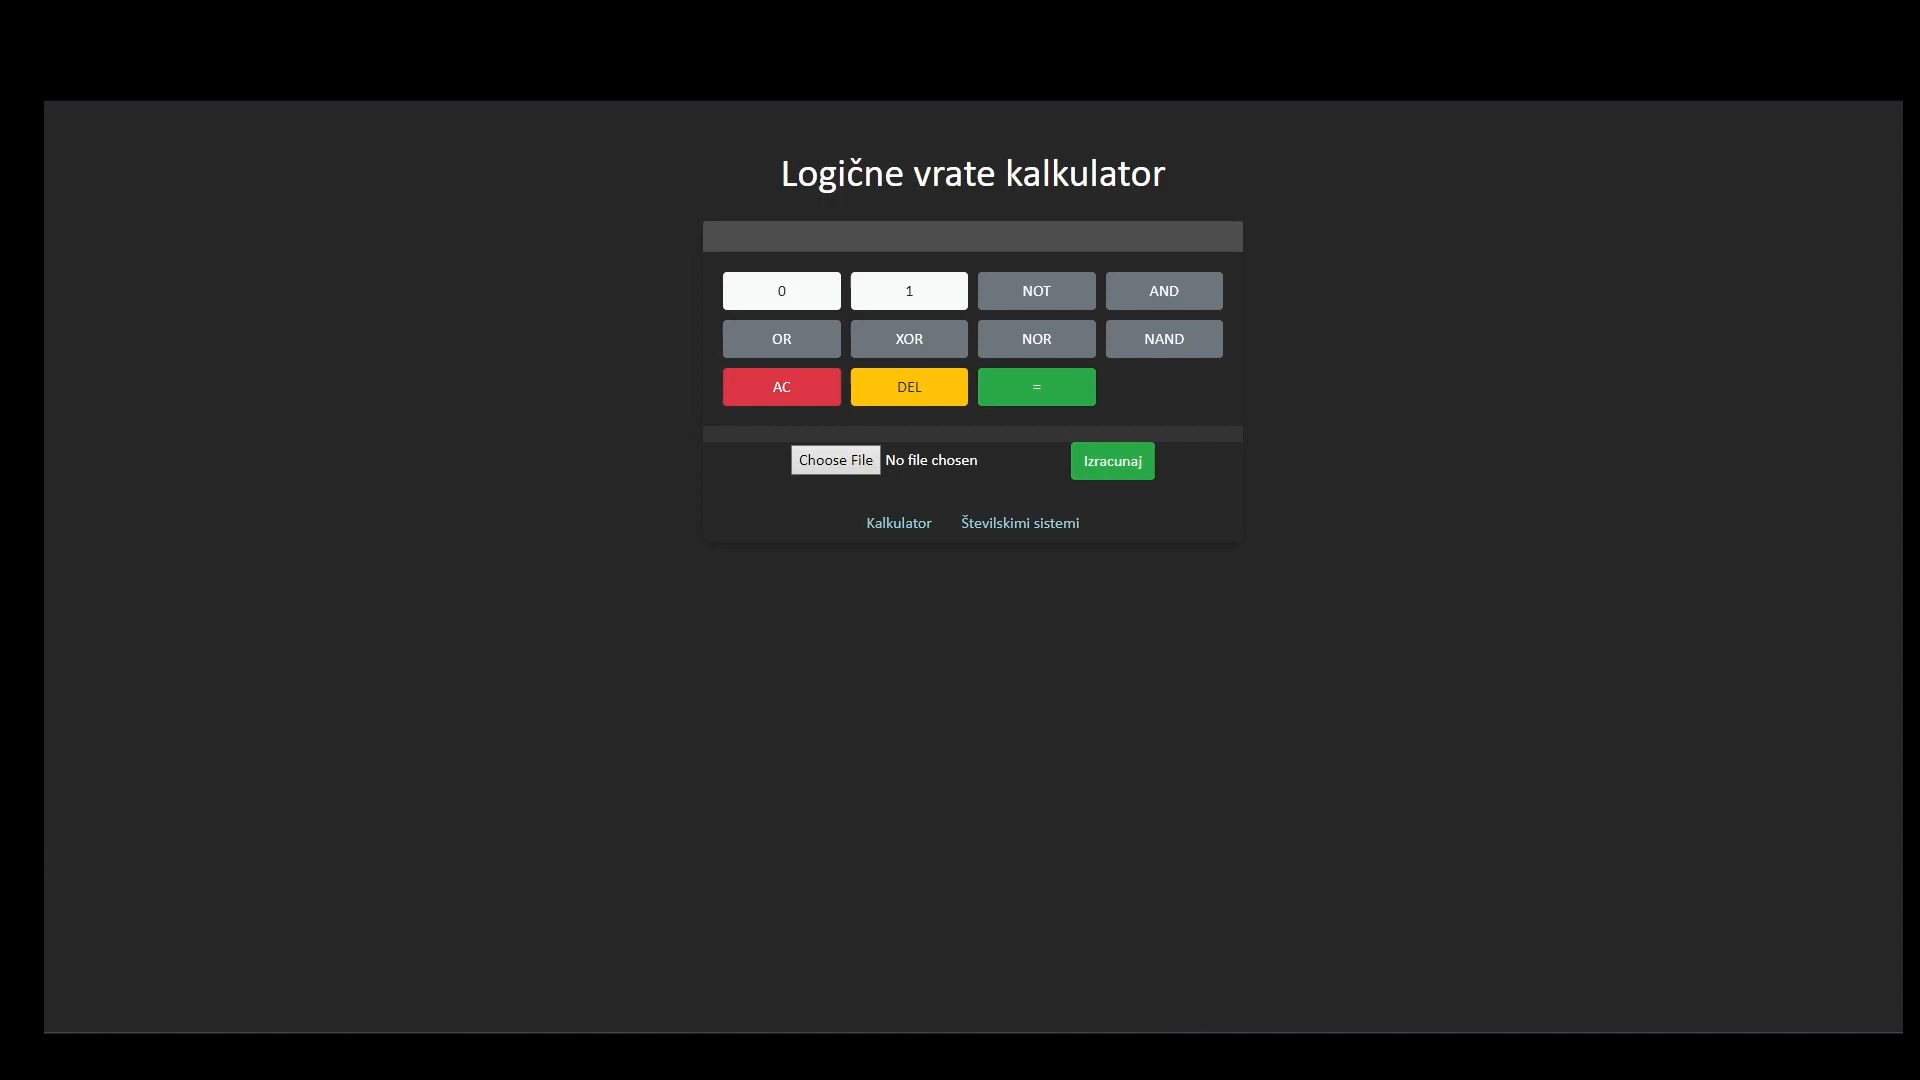 Logične vrate kalkulator
0 1 NOT AND
OR XOR NOR NAND
AC DEL =
Choose File No file chosen Izracunaj
Kalkulator Številskimi sistemi